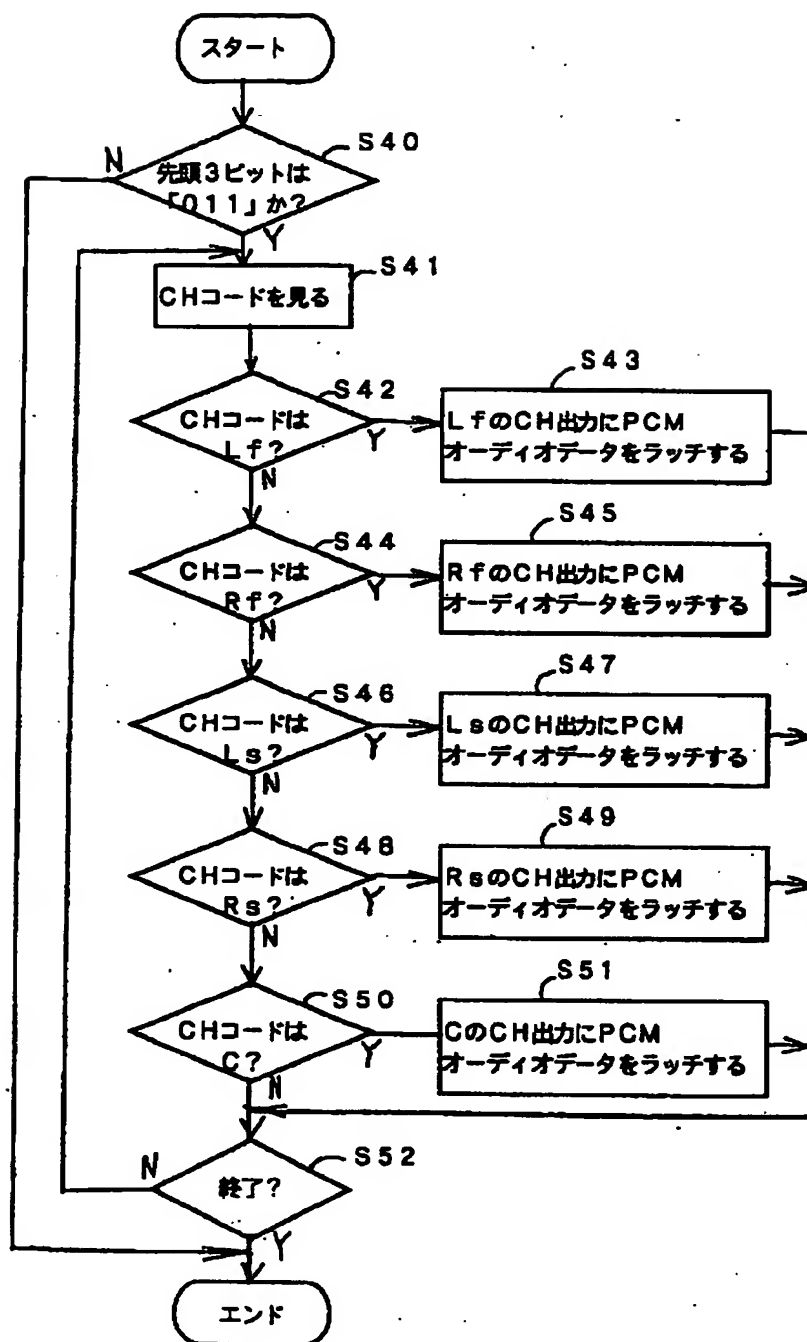 スタート
S40
N
先頭3ビットは
「011」か?
Y
S41
CHコードを見る
S42
CHコードは
Lf?
Y
N
S43
LfのCH出力にPCM
オーディオデータをラッチする
S44
CHコードは
Rf?
Y
N
S45
RfのCH出力にPCM
オーディオデータをラッチする
S46
CHコードは
Ls?
Y
N
S47
LsのCH出力にPCM
オーディオデータをラッチする
S48
CHコードは
Rs?
Y
N
S49
RsのCH出力にPCM
オーディオデータをラッチする
S50
CHコードは
C?
Y
N
S51
CのCH出力にPCM
オーディオデータをラッチする
S52
N
終了?
Y
エンド